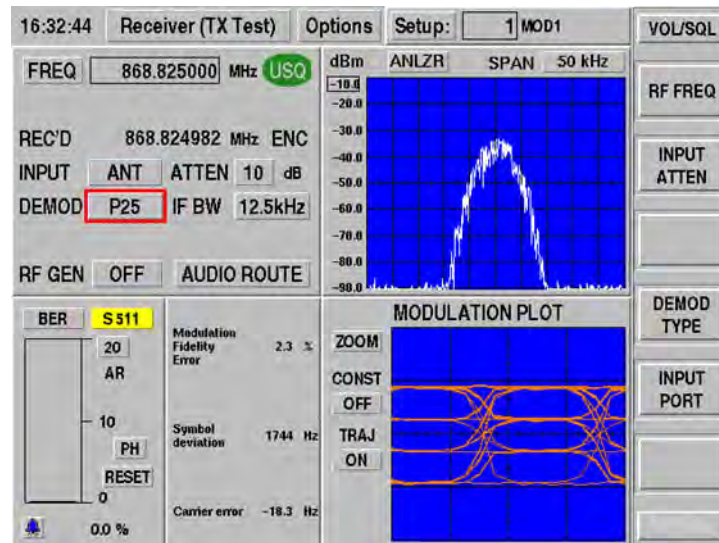 16:32:44 Receiver (TX Test) Options Setup: 1 MOD1
FREQ 868.825000 MHz USQ
REC'D 868.824982 MHz ENC
INPUT ANT ATTEN 10 dB
DEMOD P25 IF BW 12.5kHz
RF GEN OFF AUDIO ROUTE
dBm ANLZR SPAN 50 kHz
-10.0
-20.0
-30.0
-40.0
-50.0
-60.0
-70.0
-80.0
-90.0
BER S511
20
AR
10
PH
RESET
0
0.0 %
Modulation
Fidelity 2.3 %
Error
Symbol
deviation 1744 Hz
Carrier error -18.3 Hz
MODULATION PLOT
ZOOM
CONST
OFF
TRAJ
ON
VOL/SQL
RF FREQ
INPUT
ATTEN
DEMOD
TYPE
INPUT
PORT